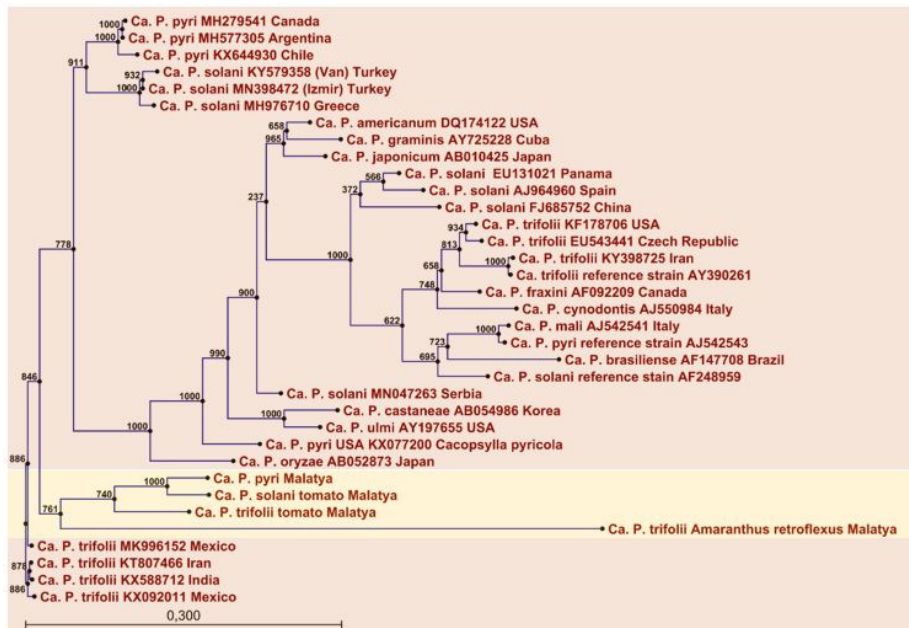 Ca. P. pyri MH279541 Canada
1000
1000
Ca. P. pyri MH577305 Argentina
Ca. P. pyri KX644930 Chile
911
Ca. P. solani KY579358 (Van) Turkey
932
1000
Ca. P. solani MN398472 (Izmir) Turkey
Ca. P. solani MH976710 Greece
Ca. P. americanum DQ174122 USA
658
965
Ca. P. graminis AY725228 Cuba
Ca. P. japonicum AB010425 Japan
Ca. P. solani EU131021 Panama
566
372
237
Ca. P. solani AJ964960 Spain
Ca. P. solani FJ685752 China
Ca. P. trifolii KF178706 USA
934
Ca. P. trifolii EU543441 Czech Republic
813
778
1000
Ca. P. trifolii KY398725 Iran
658
1000
Ca. trifolii reference strain AY390261
748
Ca. P. fraxini AF092209 Canada
900
Ca. P. cynodontis AJ550984 Italy
622
Ca. P. mali AJ542541 Italy
1000
723
Ca. P. pyri reference strain AJ542543
990
695
Ca. P. brasiliense AF147708 Brazil
846
Ca. P. solani reference stain AF248959
Ca. P. solani MN047263 Serbia
1000
1000
Ca. P. castaneae AB054986 Korea
Ca. P. ulmi AY197655 USA
1000
Ca. P. pyri USA KX077200 Cacopsylla pyricola
886
Ca. P. oryzae AB052873 Japan
Ca. P. pyri Malatya
1000
740
Ca. P. solani tomato Malatya
761
Ca. P. trifolii tomato Malatya
Ca. P. trifolii Amaranthus retroflexus Malatya
Ca. P. trifolii MK996152 Mexico
878
Ca. P. trifolii KT807466 Iran
Ca. P. trifolii KX588712 India
886
Ca. P. trifolii KX092011 Mexico
0,300